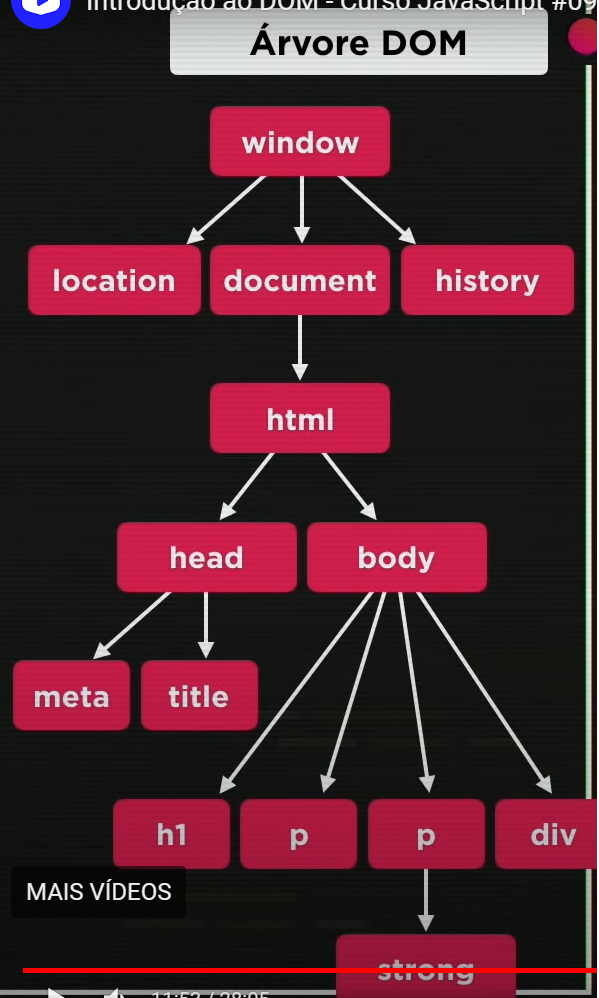 Introdução ao DOM - Curso JavaScript #09
Árvore DOM
window
location document history
html
head body
meta title
h1 p p div
MAIS VÍDEOS
strong
11:53 / 28:05